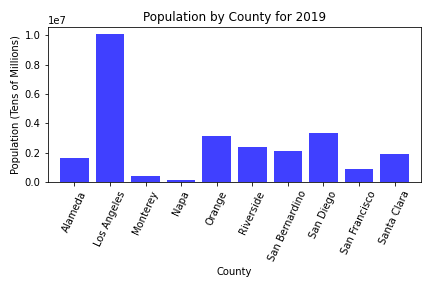 Population by County for 2019
1e7
Population (Tens of Millions)
1.0
0.8
0.6
0.4
0.2
0.0
Alameda
Los Angeles
Monterey
Napa
Orange
Riverside
San Bernardino
San Diego
San Francisco
Santa Clara
County